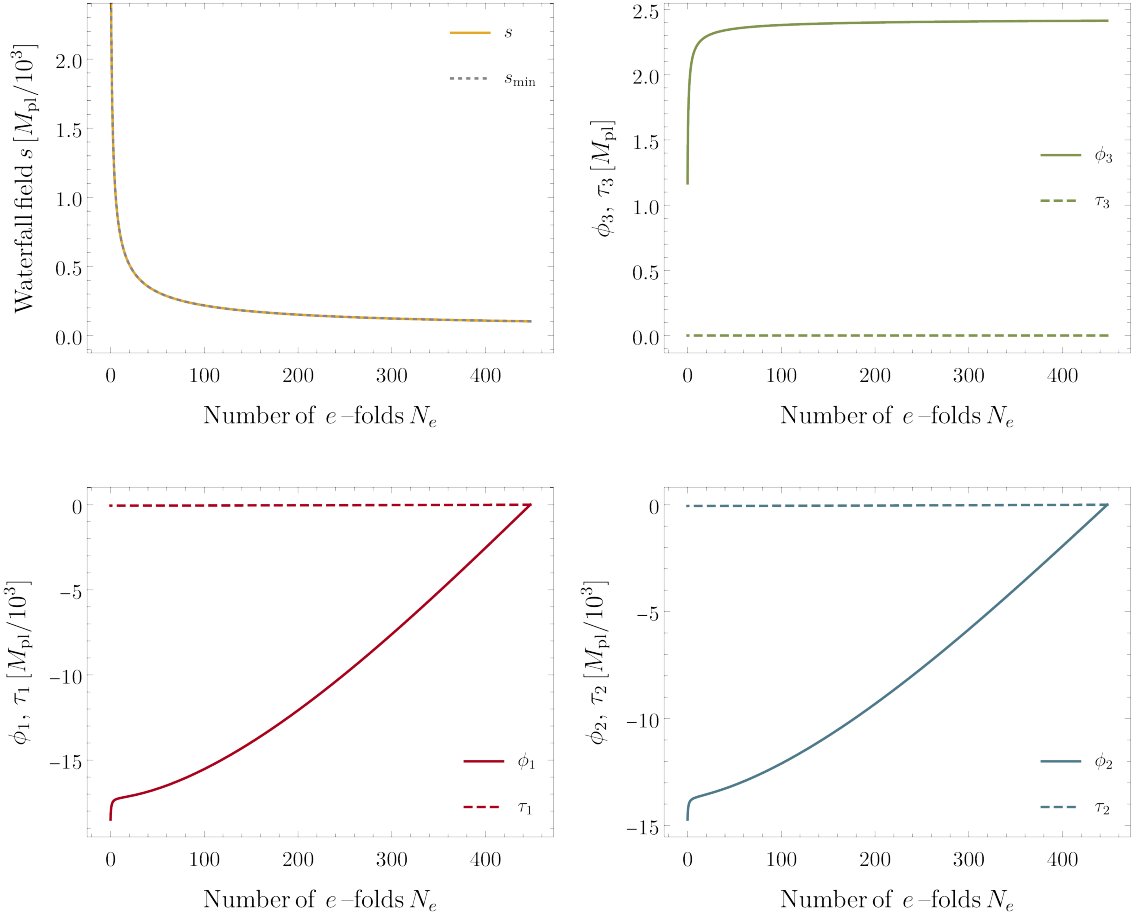 Waterfall field s [M_pl/10^3]
2.0
1.5
1.0
0.5
0.0
s
s_min
0 100 200 300 400
Number of e–folds N_e
ϕ_3, τ_3 [M_pl]
2.5
2.0
1.5
1.0
0.5
0.0
ϕ_3
τ_3
0 100 200 300 400
Number of e–folds N_e
ϕ_1, τ_1 [M_pl/10^3]
0
−5
−10
−15
ϕ_1
τ_1
0 100 200 300 400
Number of e–folds N_e
ϕ_2, τ_2 [M_pl/10^3]
0
−5
−10
−15
ϕ_2
τ_2
0 100 200 300 400
Number of e–folds N_e